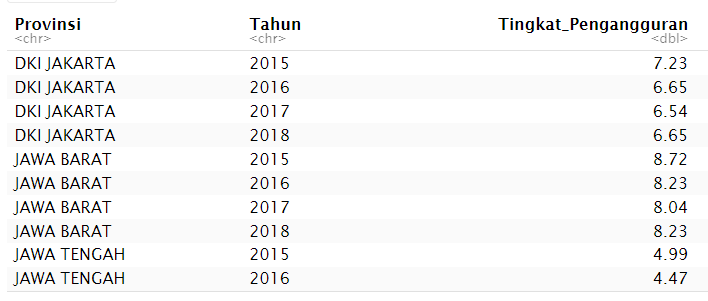 Provinsi Tahun Tingkat_Pengangguran
<chr> <chr> <dbl>
DKI JAKARTA 2015 7.23
DKI JAKARTA 2016 6.65
DKI JAKARTA 2017 6.54
DKI JAKARTA 2018 6.65
JAWA BARAT 2015 8.72
JAWA BARAT 2016 8.23
JAWA BARAT 2017 8.04
JAWA BARAT 2018 8.23
JAWA TENGAH 2015 4.99
JAWA TENGAH 2016 4.47